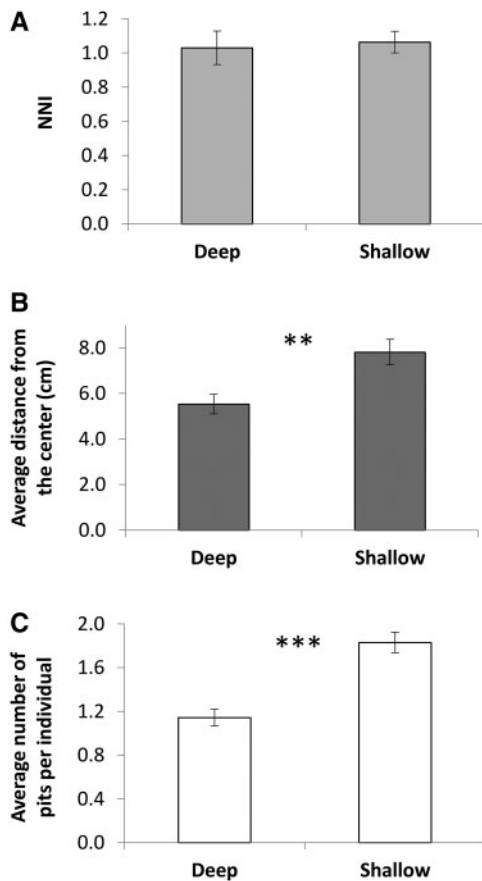 A
NNI
1.2
1.0
0.8
0.6
0.4
0.2
0.0
Deep Shallow
B
Average distance from
the center (cm)
8.0
6.0
4.0
2.0
0.0
**
Deep Shallow
C
Average number of
pits per individual
2.0
1.6
1.2
0.8
0.4
0.0
***
Deep Shallow